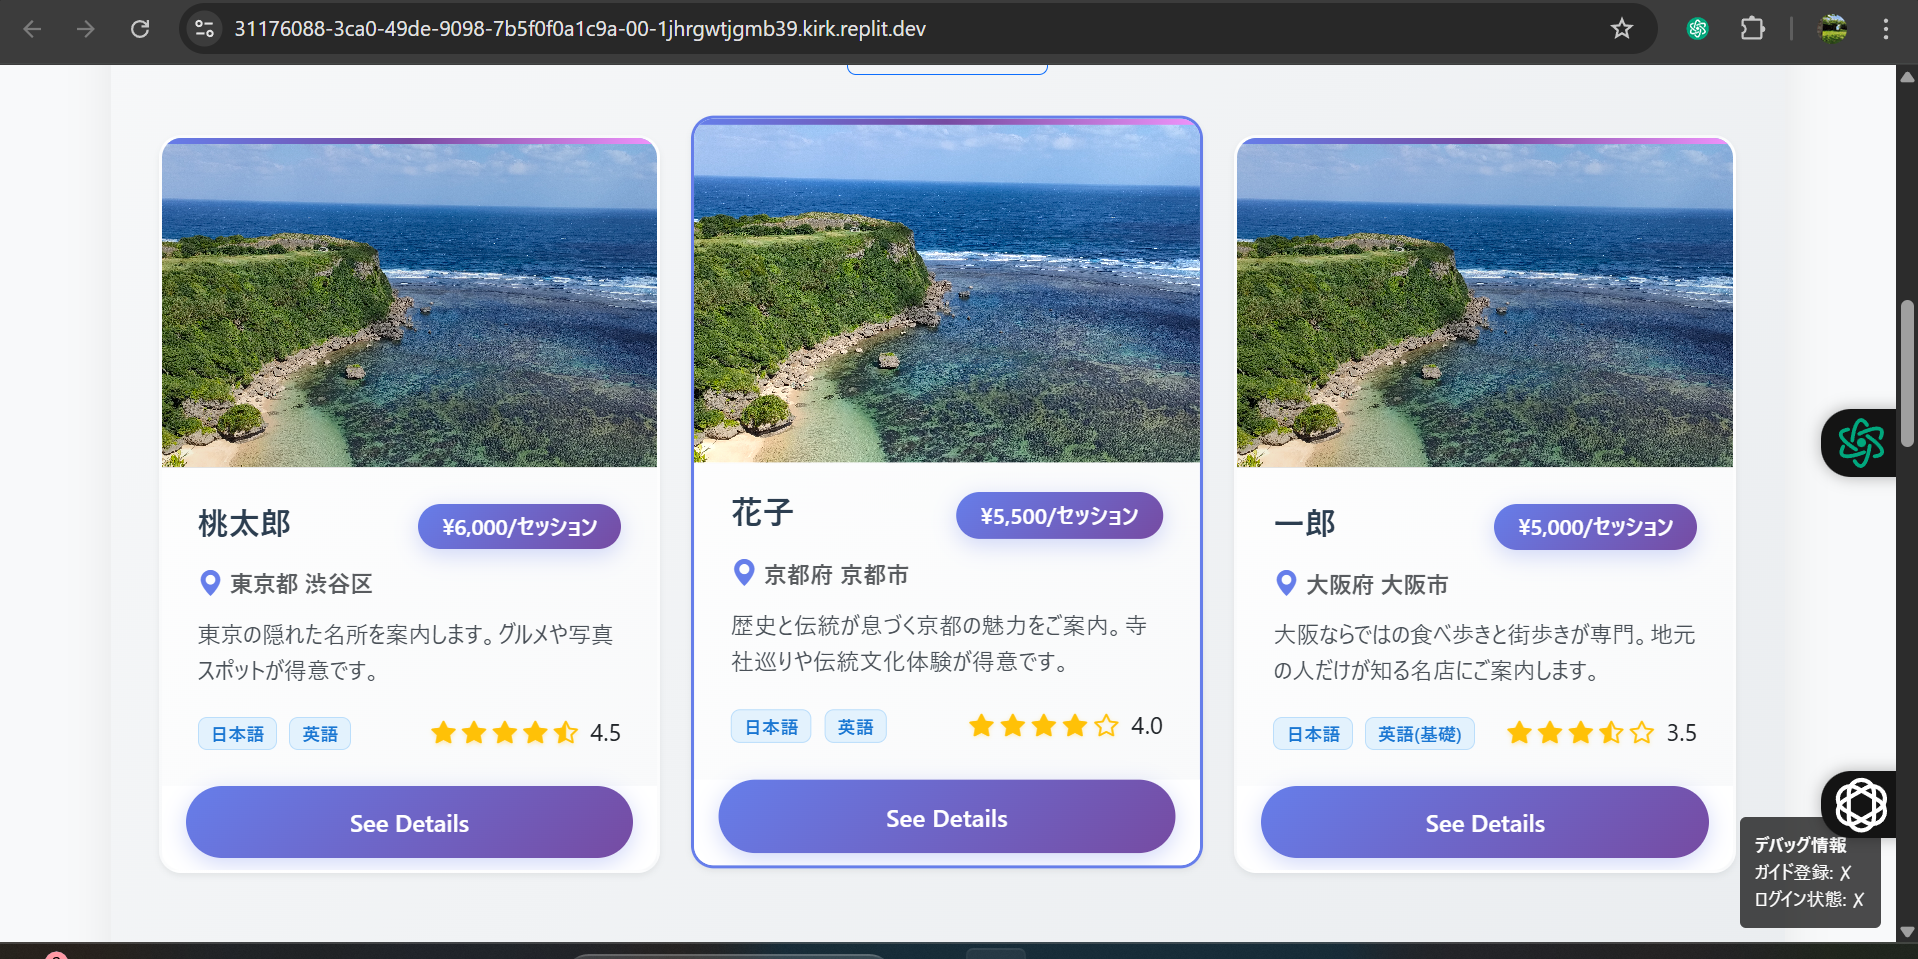 31176088-3ca0-49de-9098-7b5f0f0a1c9a-00-1jhrgwtjgmb39.kirk.replit.dev
桃太郎
¥6,000/セッション
東京都 渋谷区
東京の隠れた名所を案内します。グルメや写真
スポットが得意です。
日本語 英語 4.5
See Details
花子
¥5,500/セッション
京都府 京都市
歴史と伝統が息づく京都の魅力をご案内。寺
社巡りや伝統文化体験が得意です。
日本語 英語 4.0
See Details
一郎
¥5,000/セッション
大阪府 大阪市
大阪ならではの食べ歩きと街歩きが専門。地元
の人だけが知る名店にご案内します。
日本語 英語(基礎) 3.5
See Details
デバッグ情報
ガイド登録: ✗
ログイン状態: ✗